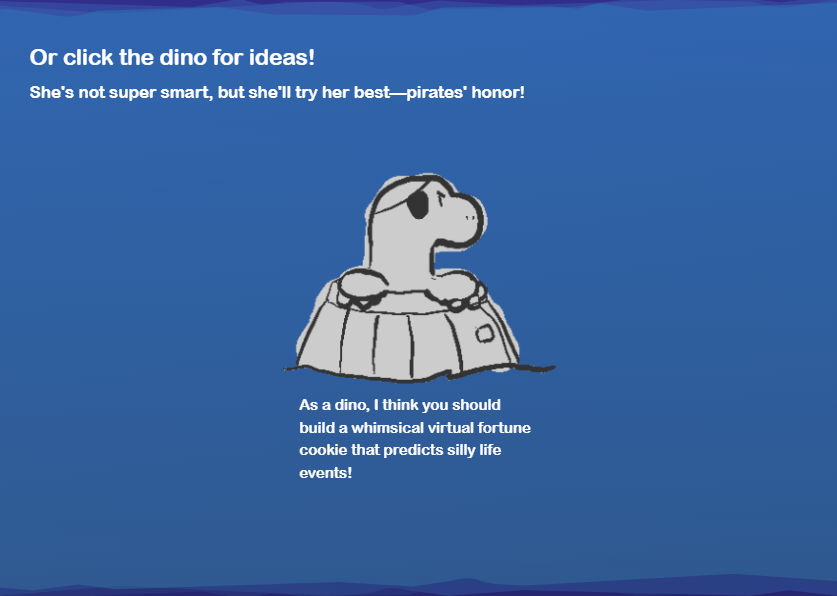 Or click the dino for ideas!
She's not super smart, but she'll try her best—pirates' honor!
As a dino, I think you should
build a whimsical virtual fortune
cookie that predicts silly life
events!